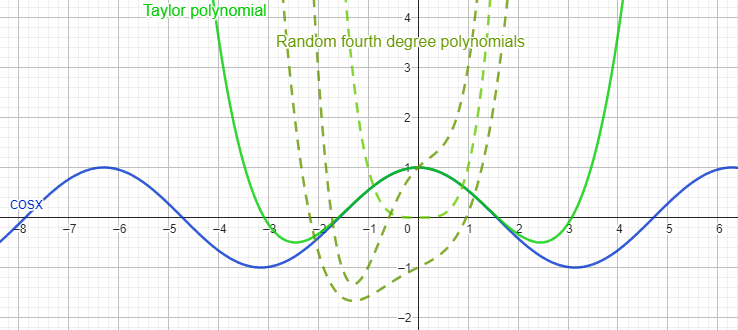 Taylor polynomial
4
Random fourth degree polynomials
3
2
1
cosx
−8 −7 −6 −5 −4 −3 −2 −1 0 1 2 3 4 5 6
−1
−2